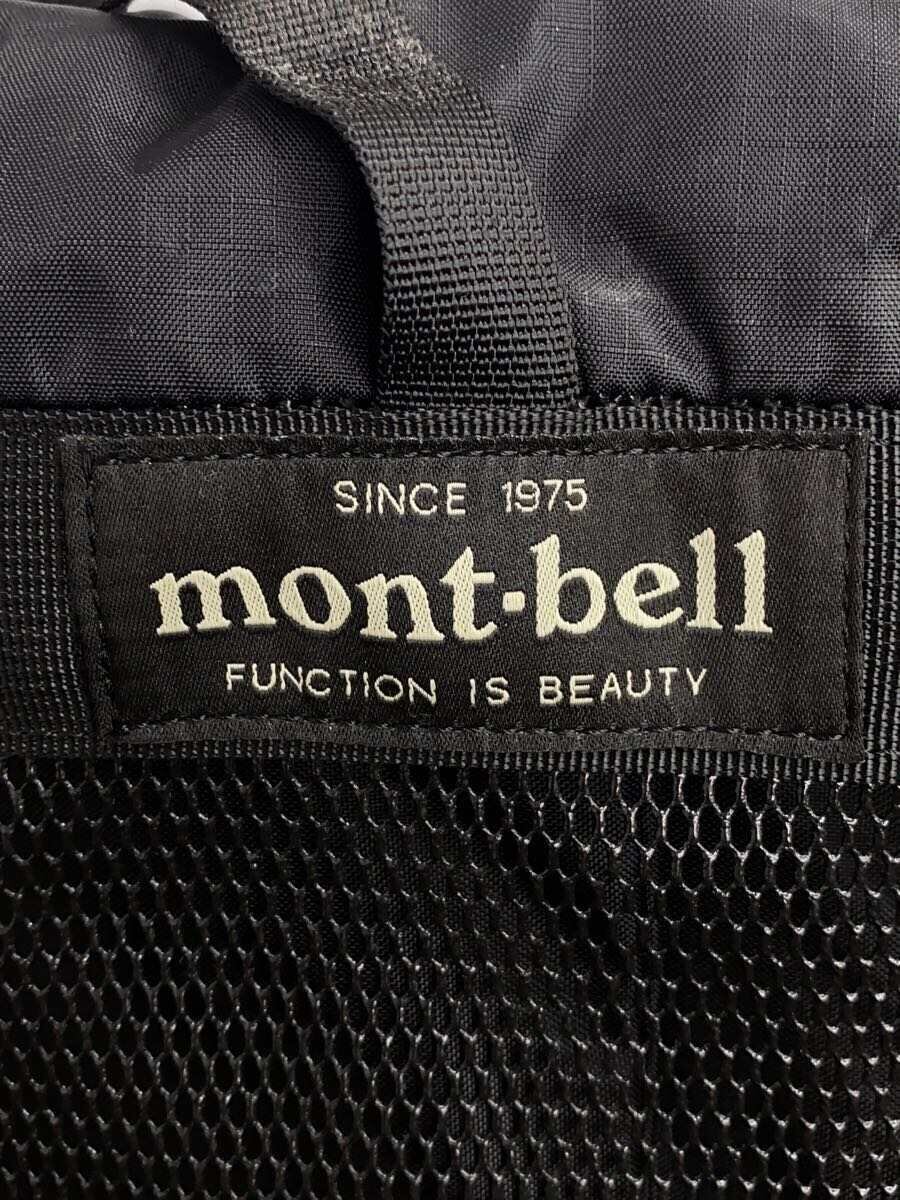 SINCE 1975
mont-bell
FUNCTION IS BEAUTY